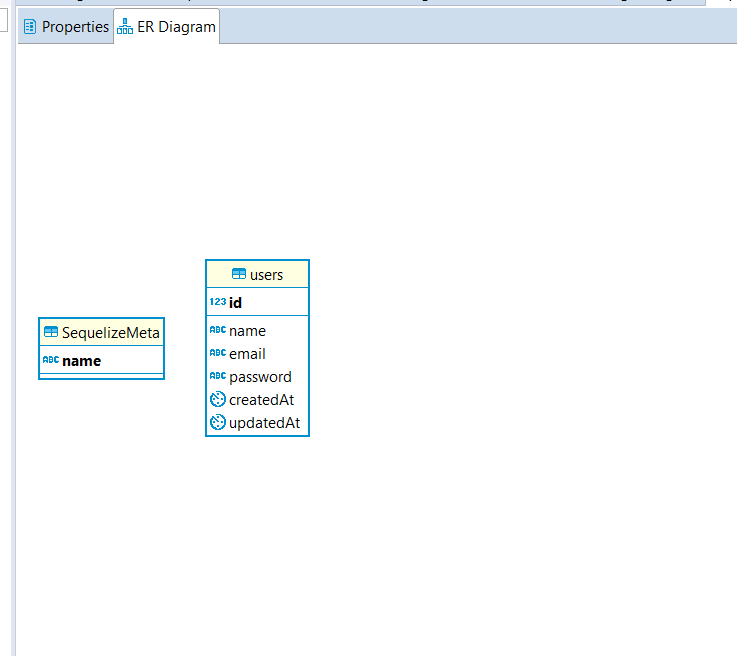 Properties
ER Diagram
users
123 id
ABC name
ABC email
ABC password
createdAt
updatedAt
SequelizeMeta
ABC name